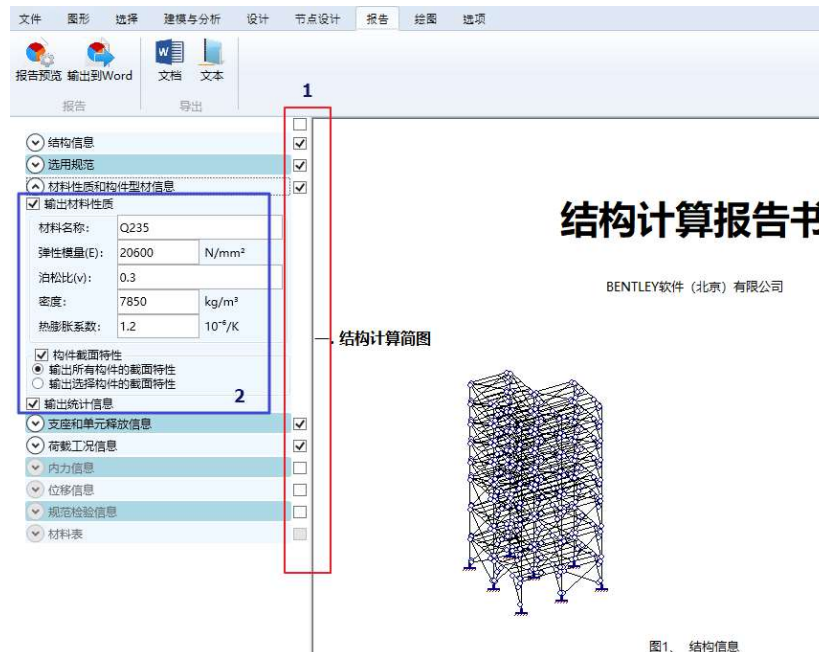 文件 图形 选择 建模与分析 设计 节点设计 报告 绘图 选项
报告预览 输出到Word 文档 文本
报告 导出
1
结构信息
选用规范
材料性质和构件型材信息
输出材料性质
材料名称: Q235
弹性模量(E): 20600 N/mm²
泊松比(v): 0.3
密度: 7850 kg/m³
热膨胀系数: 1.2 10⁻⁶/K
构件截面特性
输出所有构件的截面特性
输出选择构件的截面特性
输出统计信息
2
支座和单元释放信息
荷载工况信息
内力信息
位移信息
规范检验信息
材料表
结构计算报告书
BENTLEY软件（北京）有限公司
一. 结构计算简图
图1、 结构信息